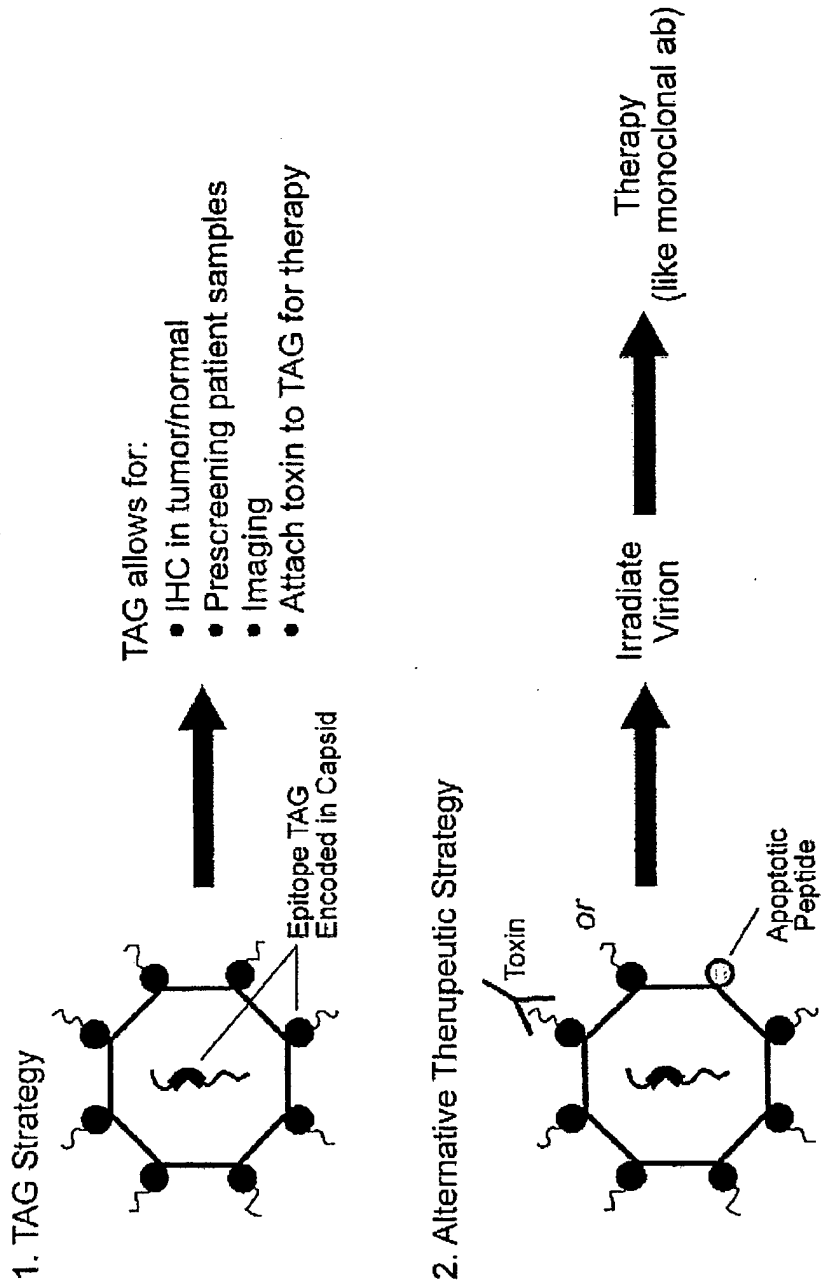 1. TAG Strategy
Epitope TAG
Encoded in Capsid
TAG allows for:
• IHC in tumor/normal
• Prescreening patient samples
• Imaging
• Attach toxin to TAG for therapy
2. Alternative Therupeutic Strategy
Toxin
or
Apoptotic
Peptide
Irradiate
Virion
Therapy
(like monoclonal ab)